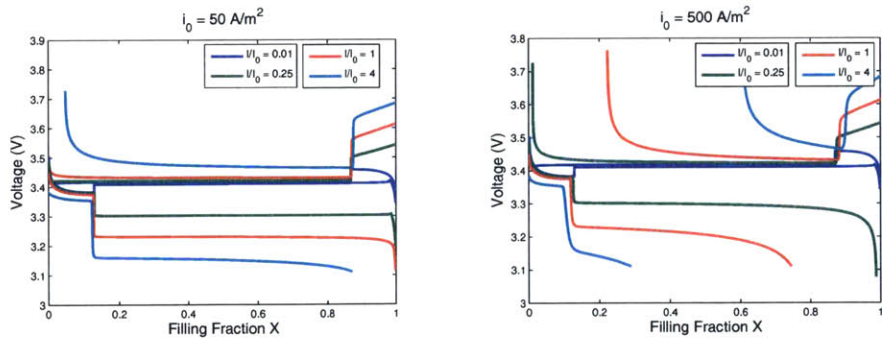 i₀ = 50 A/m²
Voltage (V)
3.9
3.8
3.7
3.6
3.5
3.4
3.3
3.2
3.1
3
I/I₀ = 0.01
I/I₀ = 0.25
I/I₀ = 1
I/I₀ = 4
0 0.2 0.4 0.6 0.8 1
Filling Fraction X
i₀ = 500 A/m²
Voltage (V)
3.8
3.7
3.6
3.5
3.4
3.3
3.2
3.1
3
I/I₀ = 0.01
I/I₀ = 0.25
I/I₀ = 1
I/I₀ = 4
0 0.2 0.4 0.6 0.8 1
Filling Fraction X